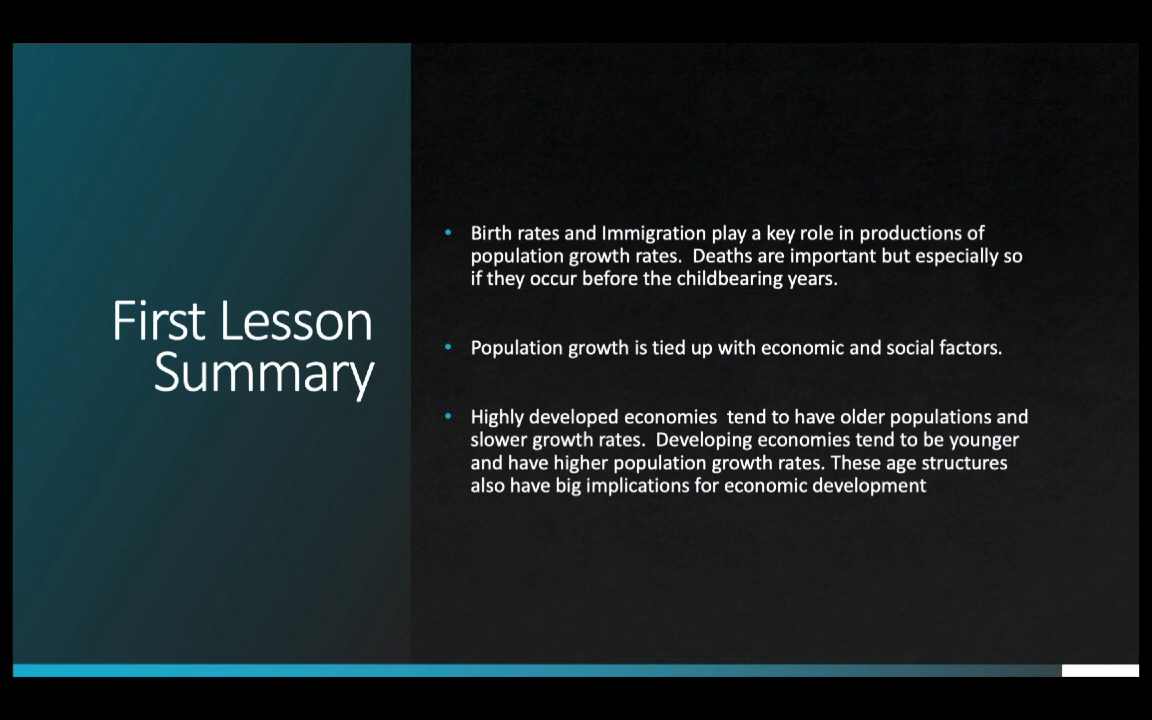 First Lesson
Summary
• Birth rates and Immigration play a key role in productions of
population growth rates.  Deaths are important but especially so
if they occur before the childbearing years.
• Population growth is tied up with economic and social factors.
• Highly developed economies  tend to have older populations and
slower growth rates.  Developing economies tend to be younger
and have higher population growth rates. These age structures
also have big implications for economic development